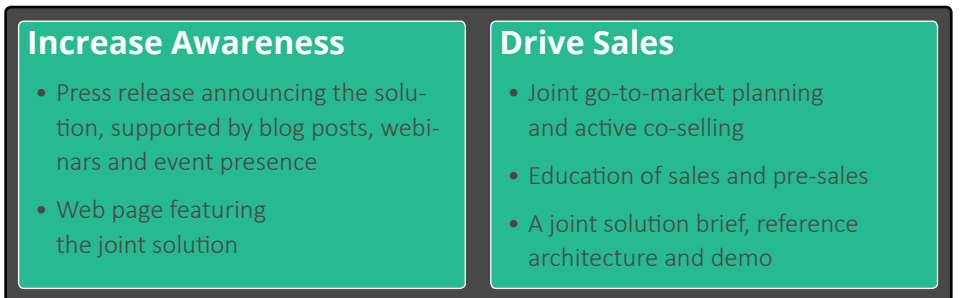 Increase Awareness
• Press release announcing the solu-
tion, supported by blog posts, webi-
nars and event presence
• Web page featuring
the joint solution
Drive Sales
• Joint go-to-market planning
and active co-selling
• Education of sales and pre-sales
• A joint solution brief, reference
architecture and demo